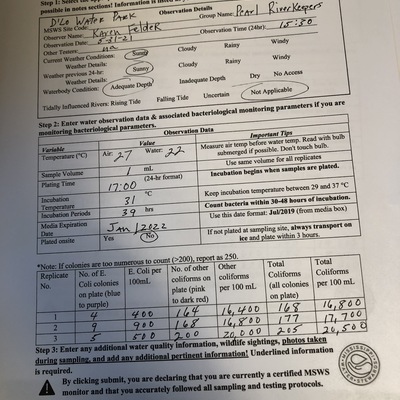 Step 1: Select the
possible in notes sections! Information is listed
Observation Details
MSWS Site Code: D'Lo Water Park
Group Name: Pearl RiverKeepers
Observer Name: Karen Felder
Observation Date: 5-31-21 Observation Time (24hr): 15:30
Other Testers: na
Current Weather Conditions: Sunny Cloudy Rainy Windy
Weather Details:
Weather previous 24-hr: Sunny Cloudy Rainy Windy
Weather Details:
Waterbody Condition: Adequate Depth Inadequate Depth Dry No Access
Tidally Influenced Rivers: Rising Tide Falling Tide Uncertain Not Applicable
Step 2: Enter water observation data & associated bacteriological monitoring parameters if you are
monitoring bacteriological parameters.
Observation Data
Variable Value Important Tips
Temperature (°C) Air: 27 Water: 22 Measure air temp before water temp. Read with bulb
submerged if possible. Don't touch bulb.
Sample Volume 1 mL Use same volume for all replicates
Plating Time 17:00 (24-hr format) Incubation begins when samples are plated.
Incubation
Temperature 31 °C Keep incubation temperature between 29 and 37 °C
Incubation Periods 39 hrs Count bacteria within 30-48 hours of incubation.
Media Expiration
Date Jan / 2022 Use this date format: Jul/2019 (from media box)
Plated onsite Yes No If not plated at sampling site, always transport on
ice and plate within 3 hours.
*Note: If colonies are too numerous to count (>200), report as 250.
Replicate
No. No. of E.
Coli colonies
on plate (blue
to purple) E. Coli per
100mL No. of other
coliforms on
plate (pink
to dark red) Other
coliforms
per 100 mL Total
Coliforms
(all colonies
on plate) Total
Coliforms
per 100 mL
1 4 400 164 16,400 168 16,800
2 9 900 168 16,800 177 17,700
3 5 500 200 20,000 205 20,500
Step 3: Enter any additional water quality information, wildlife sightings, photos taken
during sampling, and add any additional pertinent information! Underlined information
is required.
By clicking submit, you are declaring that you are currently a certified MSWS
monitor and that you accurately followed all sampling and testing protocols.